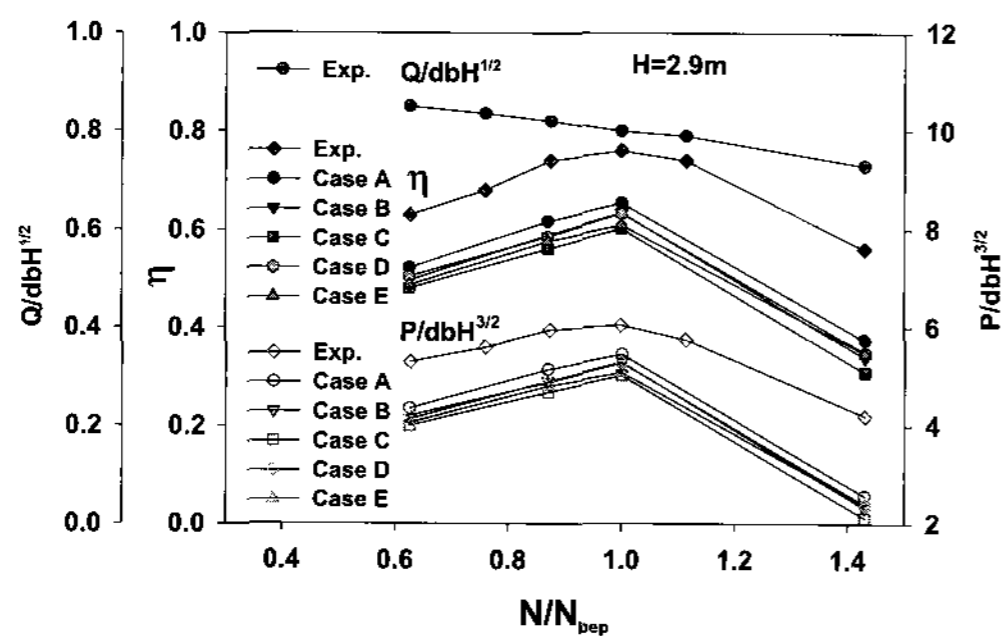 1.0 1.0 12
Exp. Q/dbH^1/2 H=2.9m
0.8 0.8 10
Exp.
Case A η
Case B
0.6 0.6 8
Case C
Case D
Case E
Q/dbH^1/2
η
P/dbH^3/2
0.4 0.4 6
P/dbH^3/2
Exp.
Case A
0.2 0.2 4
Case B
Case C
Case D
Case E
0.0 0.0 2
0.4 0.6 0.8 1.0 1.2 1.4
N/N_bep